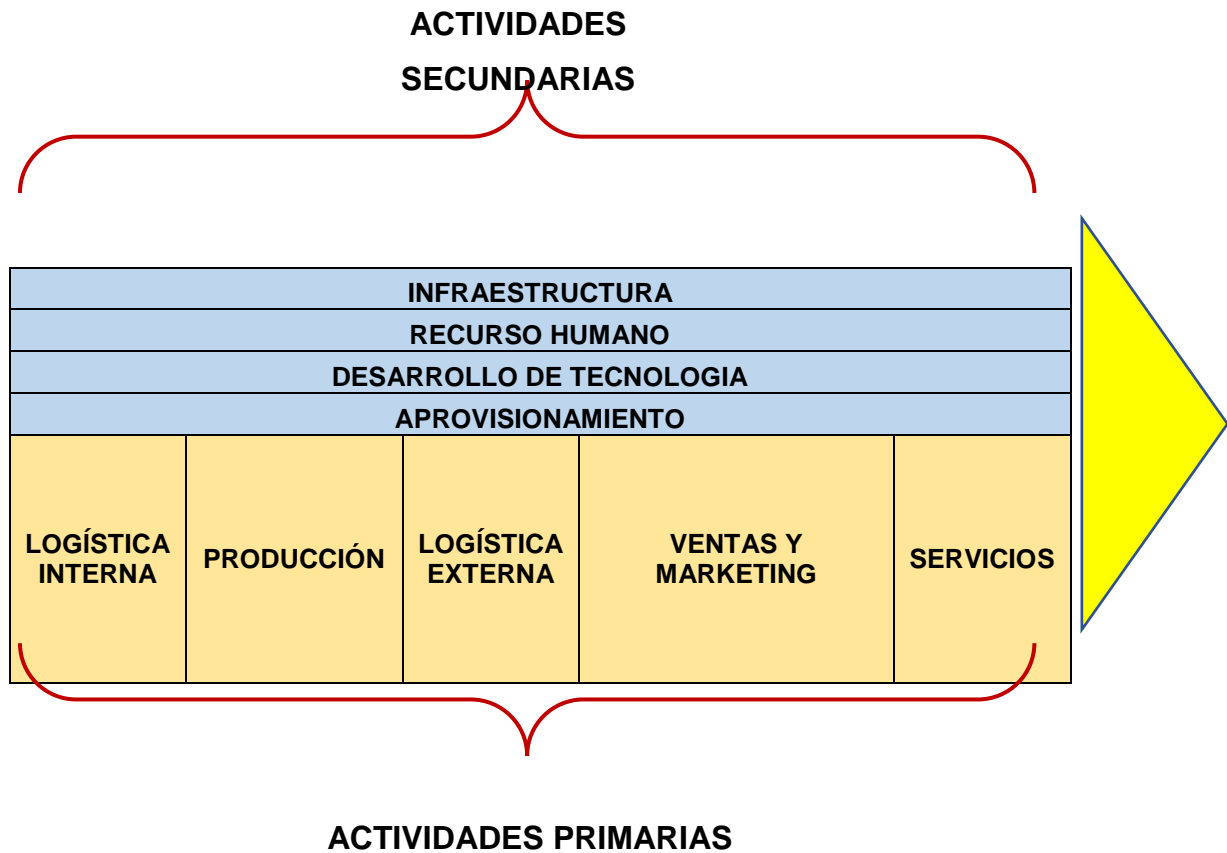 ACTIVIDADES
SECUNDARIAS
INFRAESTRUCTURA
RECURSO HUMANO
DESARROLLO DE TECNOLOGIA
APROVISIONAMIENTO
LOGÍSTICA
INTERNA
PRODUCCIÓN
LOGÍSTICA
EXTERNA
VENTAS Y
MARKETING
SERVICIOS
ACTIVIDADES PRIMARIAS